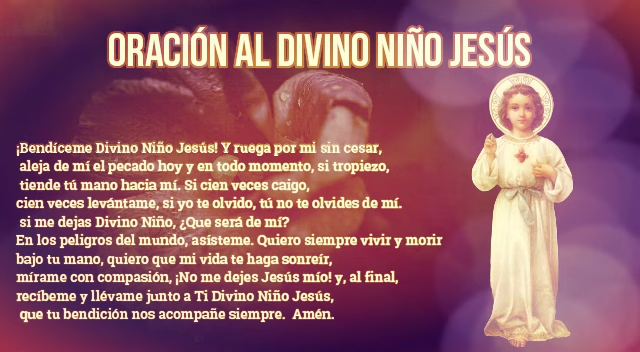 ORACIÓN AL DIVINO NIÑO JESÚS
¡Bendíceme Divino Niño Jesús! Y ruega por mi sin cesar,
aleja de mí el pecado hoy y en todo momento, si tropiezo,
tiende tú mano hacia mí. Si cien veces caigo,
cien veces levántame, si yo te olvido, tú no te olvides de mí.
si me dejas Divino Niño, ¿Que será de mí?
En los peligros del mundo, asísteme. Quiero siempre vivir y morir
bajo tu mano, quiero que mi vida te haga sonreír,
mírame con compasión, ¡No me dejes Jesús mío! y, al final,
recíbeme y llévame junto a Ti Divino Niño Jesús,
que tu bendición nos acompañe siempre. Amén.